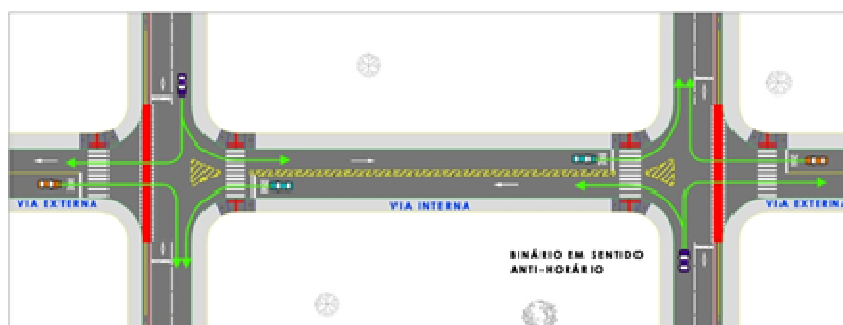 VIA EXTERNA
VIA INTERNA
VIA EXTERNA
BINÁRIO EM SENTIDO
ANTI-HORÁRIO